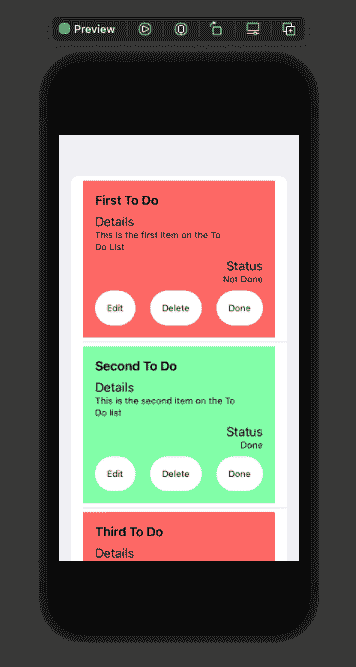 Preview
First To Do
Details
This is the first item on the To
Do List
Status
Not Done
Edit Delete Done
Second To Do
Details
This is the second item on the To
Do list
Status
Done
Edit Delete Done
Third To Do
Details